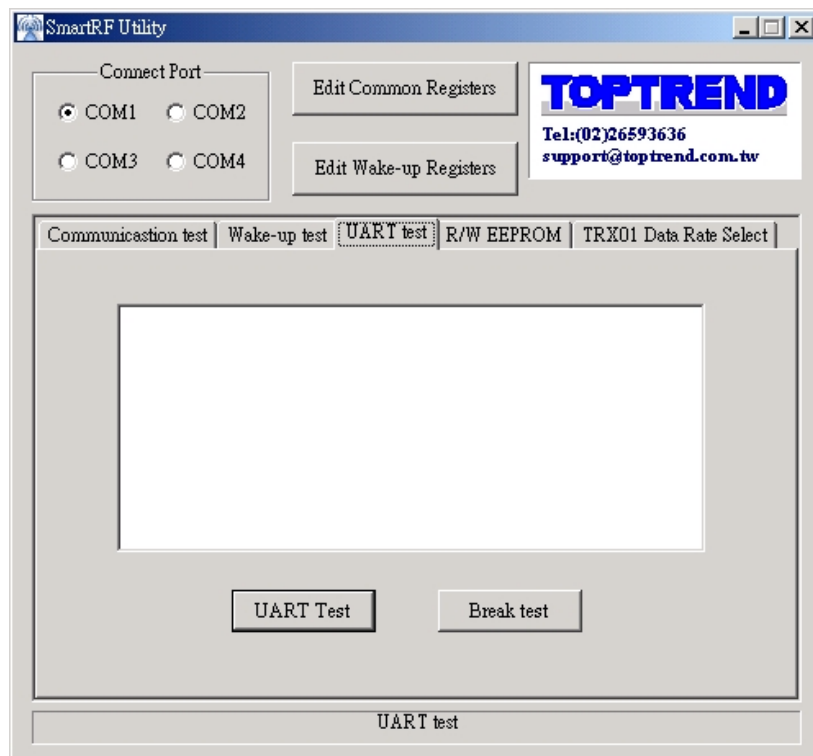 SmartRF Utility
Connect Port
COM1 COM2
COM3 COM4
Edit Common Registers
Edit Wake-up Registers
TOPTREND
Tel:(02)26593636
support@toptrend.com.tw
Communicastion test Wake-up test UART test R/W EEPROM TRX01 Data Rate Select
UART Test Break test
UART test